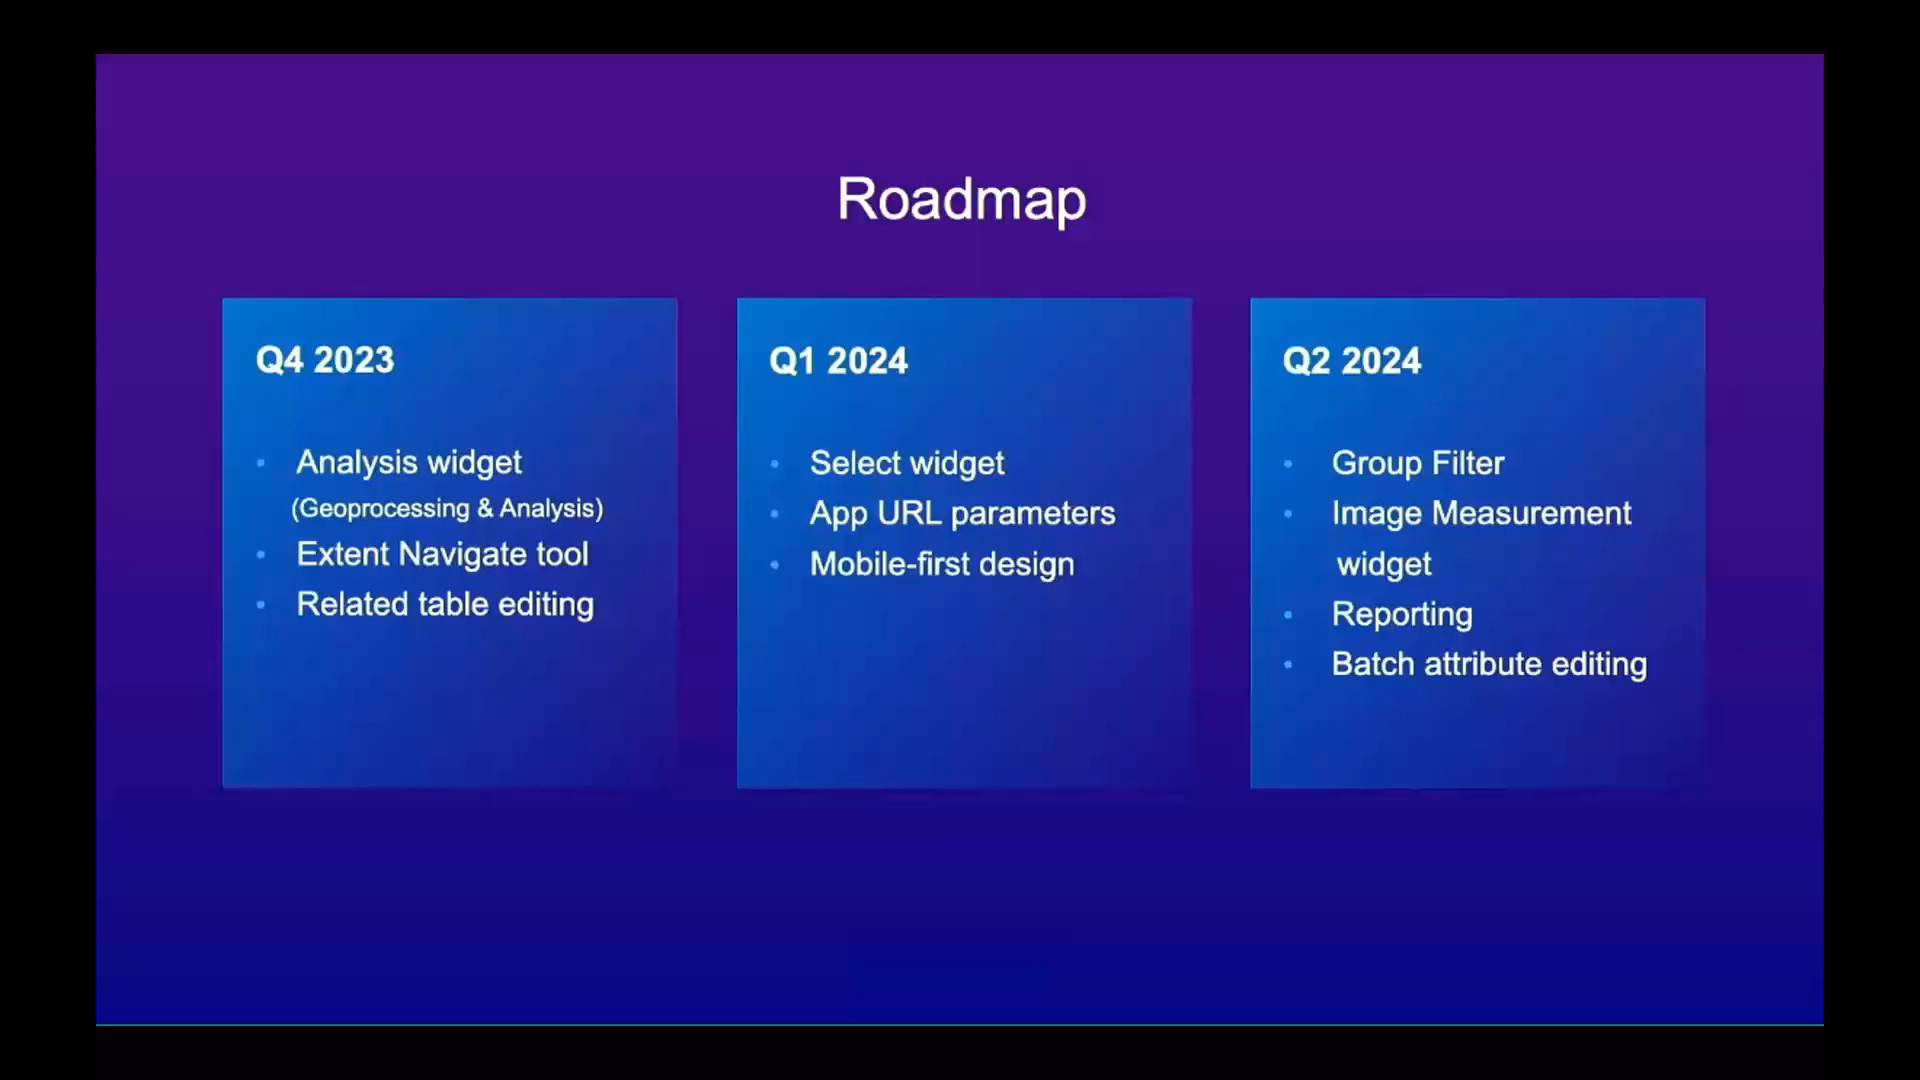 Roadmap
Q4 2023
• Analysis widget
(Geoprocessing & Analysis)
• Extent Navigate tool
• Related table editing
Q1 2024
• Select widget
• App URL parameters
• Mobile-first design
Q2 2024
• Group Filter
• Image Measurement
widget
• Reporting
• Batch attribute editing